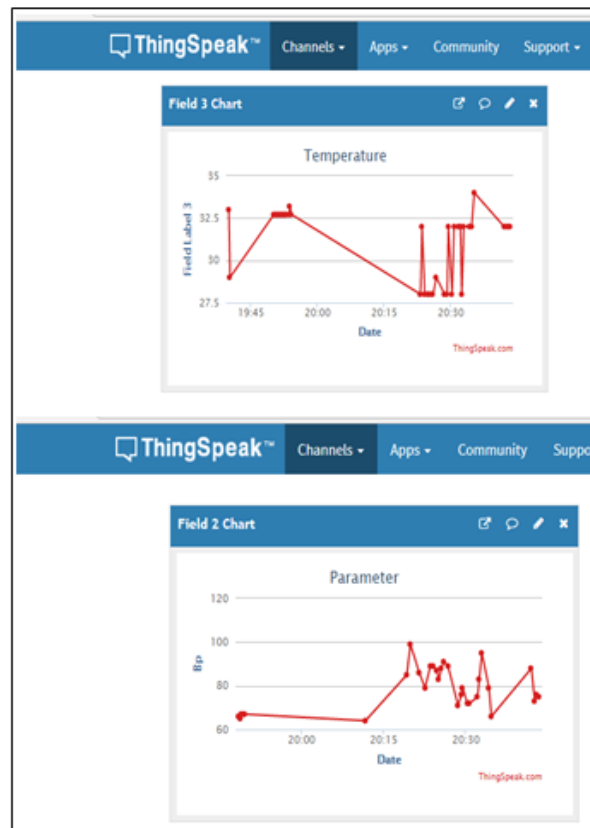 ThingSpeak™ Channels Apps Community Support
Field 3 Chart
Temperature
35
32.5
30
27.5
Field Label 3
19:45 20:00 20:15 20:30
Date
ThingSpeak.com
ThingSpeak™ Channels Apps Community Suppo
Field 2 Chart
Parameter
120
100
80
60
Bp
20:00 20:15 20:30
Date
ThingSpeak.com